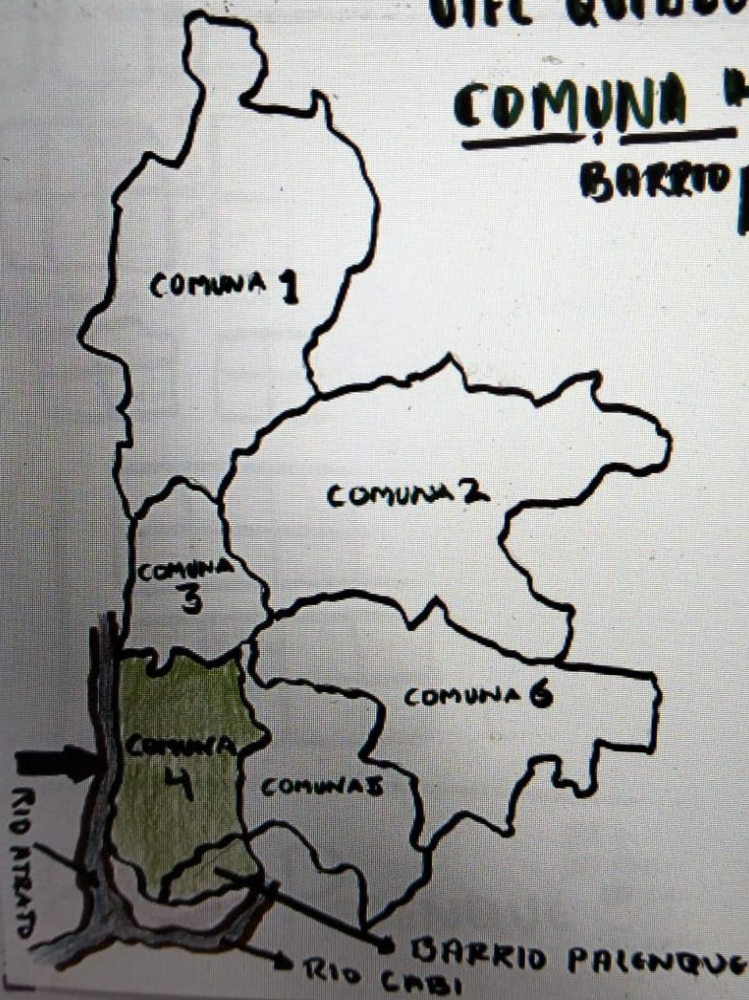 QUIBDÓ
COMUNA "
BARRIO
COMUNA 1
COMUNA 2
COMUNA
3
COMUNA 6
COMUNA
4
COMUNA 5
RIO ATRATO
BARRIO PALENQUE
RIO CABI